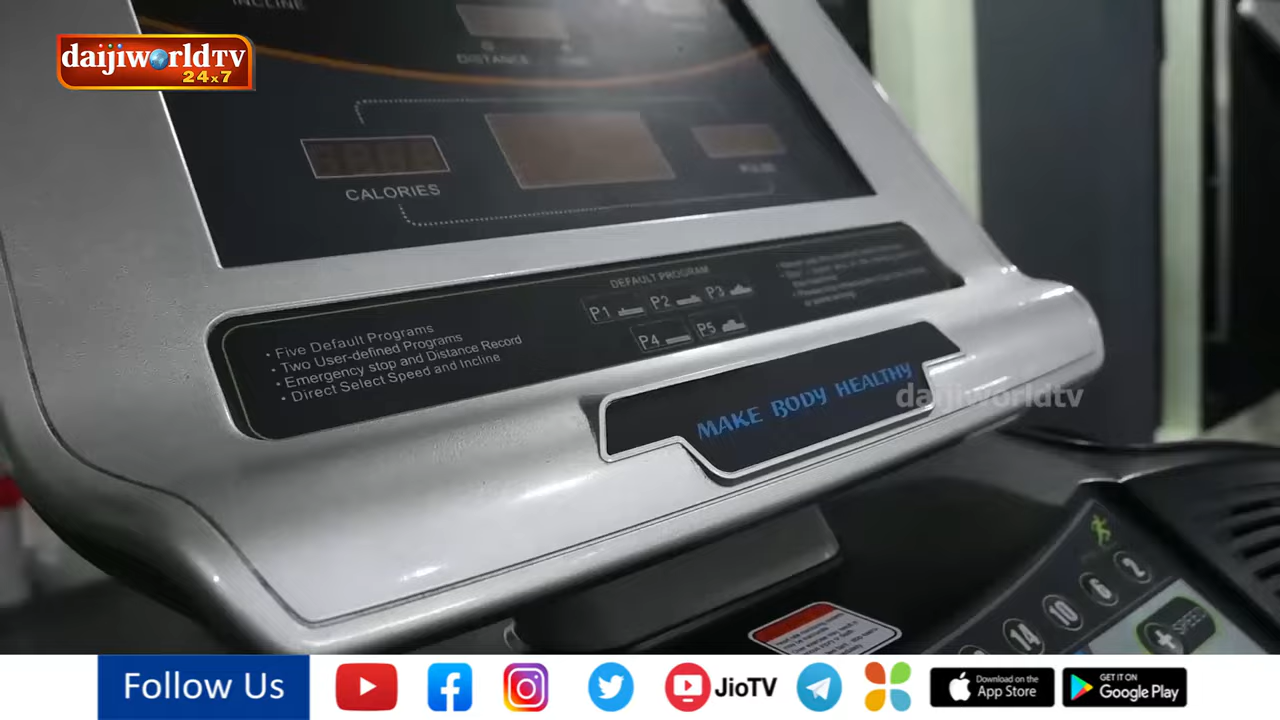 INCLINE
daijiworldTV
24x7
DISTANCE
CALORIES
DEFAULT PROGRAM
P1 P2 P3
P4 P5
• Five Default Programs
• Two User-defined Programs
• Emergency stop and Distance Record
• Direct Select Speed and Incline
MAKE BODY HEALTHY
daijiworldtv
14 10 6 2
+ SPEED
Follow Us
JioTV
Download on the
App Store
GET IT ON
Google Play